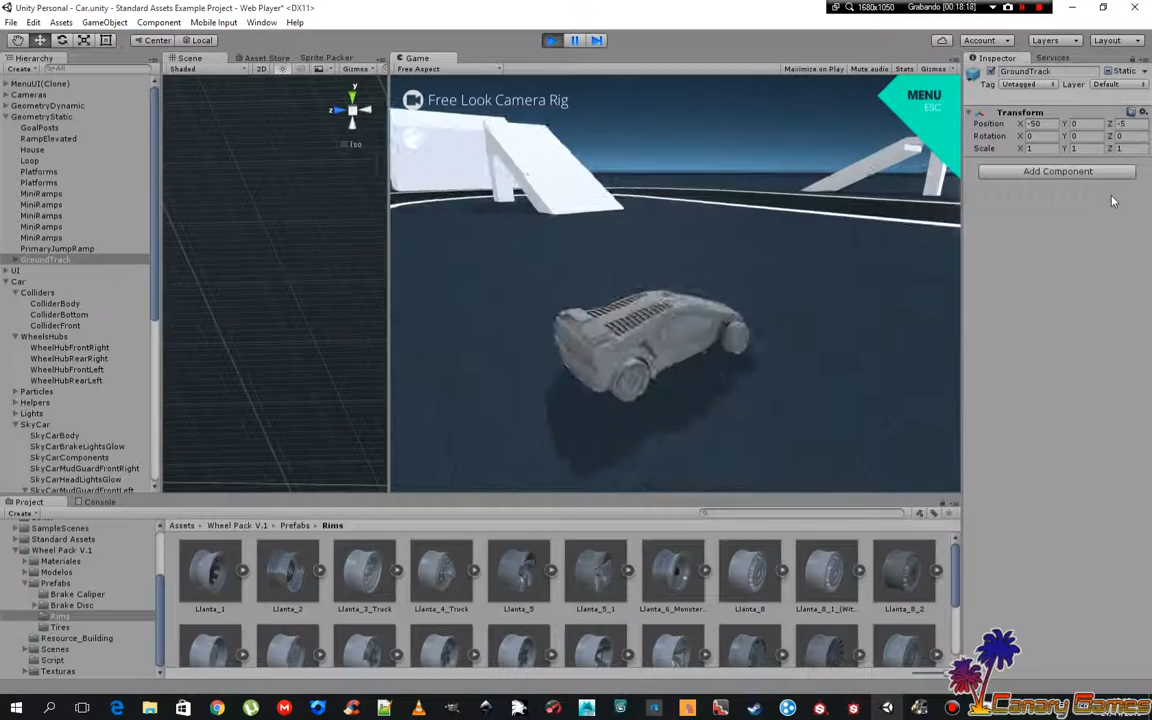 Unity Personal - Car.unity - Standard Assets Example Project - Web Player* <DX11>
1680x1050
Grabando [00:18:18]
File Edit Assets GameObject Component Mobile Input Window Help
Center Local
Account Layers Layout
Hierarchy
Create All
MenuUI(Clone)
Cameras
GeometryDynamic
GeometryStatic
GoalPosts
RampElevated
House
Loop
Platforms
Platforms
MiniRamps
MiniRamps
MiniRamps
MiniRamps
MiniRamps
PrimaryJumpRamp
GroundTrack
UI
Car
Colliders
ColliderBody
ColliderBottom
ColliderFront
WheelsHubs
WheelHubFrontRight
WheelHubRearRight
WheelHubFrontLeft
WheelHubRearLeft
Particles
Helpers
Lights
SkyCar
SkyCarBody
SkyCarBrakeLightsGlow
SkyCarComponents
SkyCarMudGuardFrontRight
SkyCarHeadLightsGlow
SkyCarMudGuardFrontLeft
Scene Asset Store Sprite Packer
Shaded 2D Gizmos
y
z
Iso
Game
Free Aspect Maximize on Play Mute audio Stats Gizmos
Free Look Camera Rig
MENU
ESC
Inspector Services
GroundTrack Static
Tag Untagged Layer Default
Transform
Position X -50 Y 0 Z -5
Rotation X 0 Y 0 Z 0
Scale X 1 Y 1 Z 1
Add Component
Project Console
Create
SampleScenes
Standard Assets
Wheel Pack V.1
Materiales
Modelos
Prefabs
Brake Caliper
Brake Disc
Rims
Tires
Resource_Building
Scenes
Script
Texturas
Assets Wheel Pack V.1 Prefabs Rims
Llanta_1 Llanta_2 Llanta_3_Truck Llanta_4_Truck Llanta_5 Llanta_5_1 Llanta_6_Monster... Llanta_8 Llanta_8_1_(Wit... Llanta_8_2
Canary Games